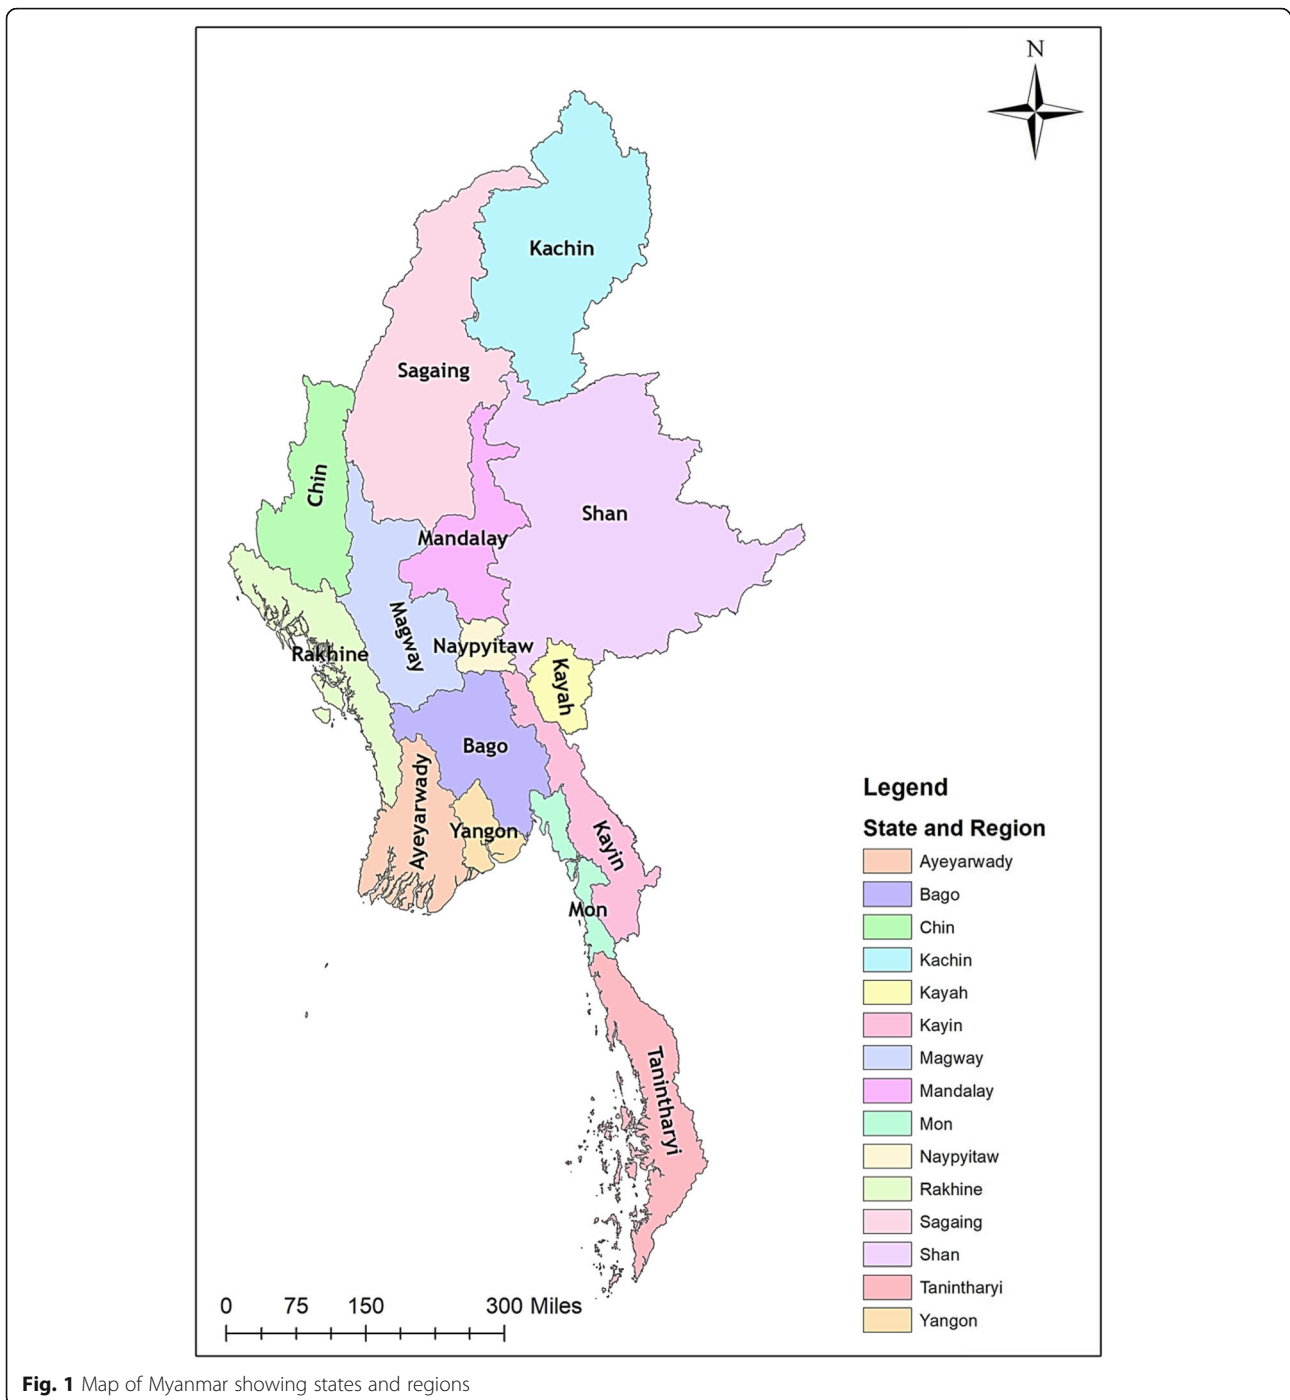 N
Kachin
Sagaing
Chin
Shan
Mandalay
Magway
Naypyitaw
Rakhine
Kayah
Bago
Ayeyarwady
Yangon
Kayin
Mon
Tanintharyi
Legend
State and Region
Ayeyarwady
Bago
Chin
Kachin
Kayah
Kayin
Magway
Mandalay
Mon
Naypyitaw
Rakhine
Sagaing
Shan
Tanintharyi
Yangon
0 75 150 300 Miles
Fig. 1 Map of Myanmar showing states and regions